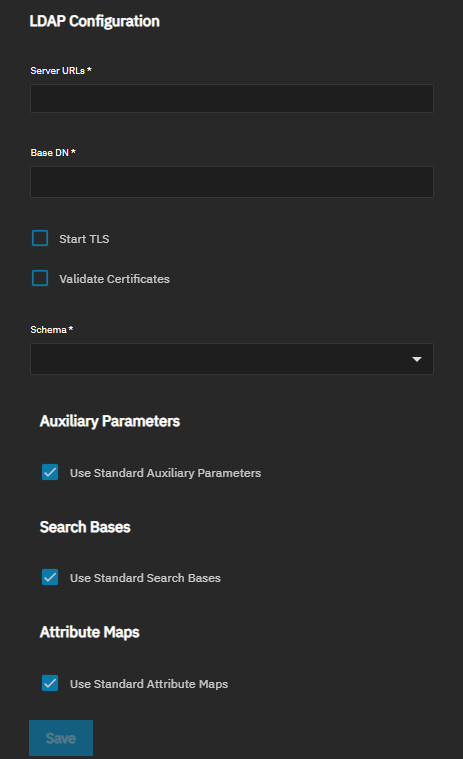 LDAP Configuration
Server URLs *
Base DN *
Start TLS
Validate Certificates
Schema *
Auxiliary Parameters
Use Standard Auxiliary Parameters
Search Bases
Use Standard Search Bases
Attribute Maps
Use Standard Attribute Maps
Save